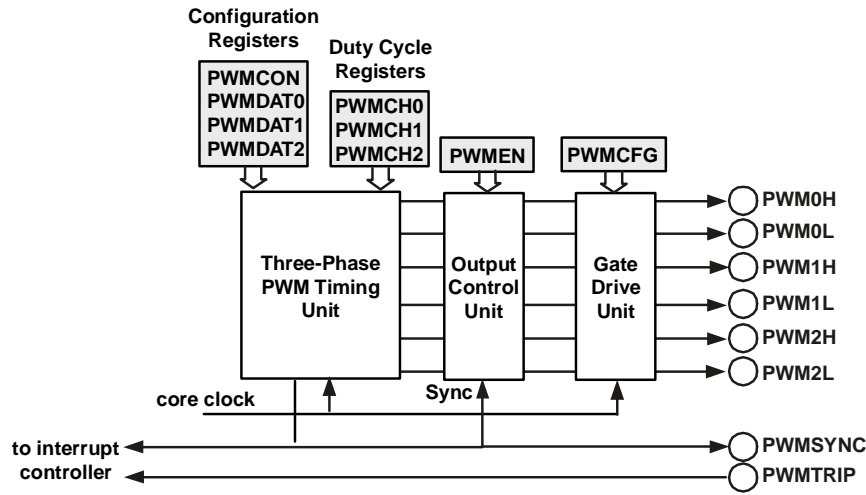 Configuration
Registers
PWMCON
PWMDAT0
PWMDAT1
PWMDAT2
Duty Cycle
Registers
PWMCH0
PWMCH1
PWMCH2
PWMEN
PWMCFG
Three-Phase
PWM Timing
Unit
Output
Control
Unit
Gate
Drive
Unit
PWM0H
PWM0L
PWM1H
PWM1L
PWM2H
PWM2L
core clock
Sync
to interrupt
controller
PWMSYNC
PWMTRIP